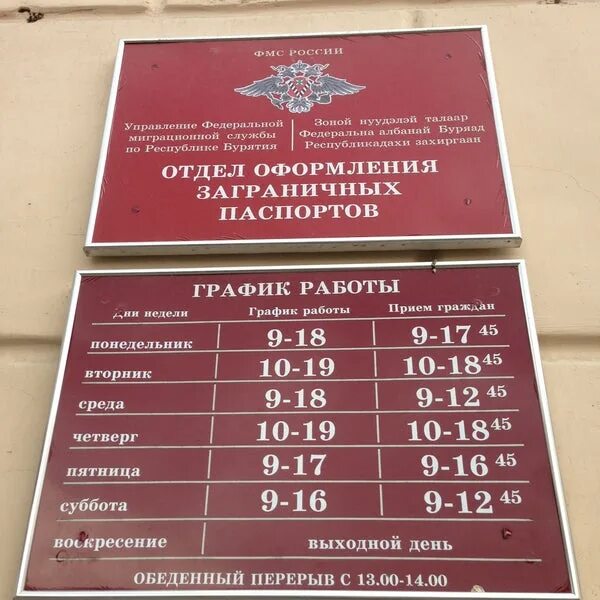 ФМС РОССИИ
Управление Федеральной
миграционной службы
по Республике Бурятия
Зоной нуудэлэй талаар
Федеральна албанай Буряад
Республикадахи захиргаан
ОТДЕЛ ОФОРМЛЕНИЯ
ЗАГРАНИЧНЫХ
ПАСПОРТОВ
ГРАФИК РАБОТЫ
Дни недели График работы Прием граждан
понедельник 9-18 9-17 45
вторник 10-19 10-18 45
среда 9-18 9-12 45
четверг 10-19 10-18 45
пятница 9-17 9-16 45
суббота 9-16 9-12 45
воскресение выходной день
ОБЕДЕННЫЙ ПЕРЕРЫВ С 13.00-14.00